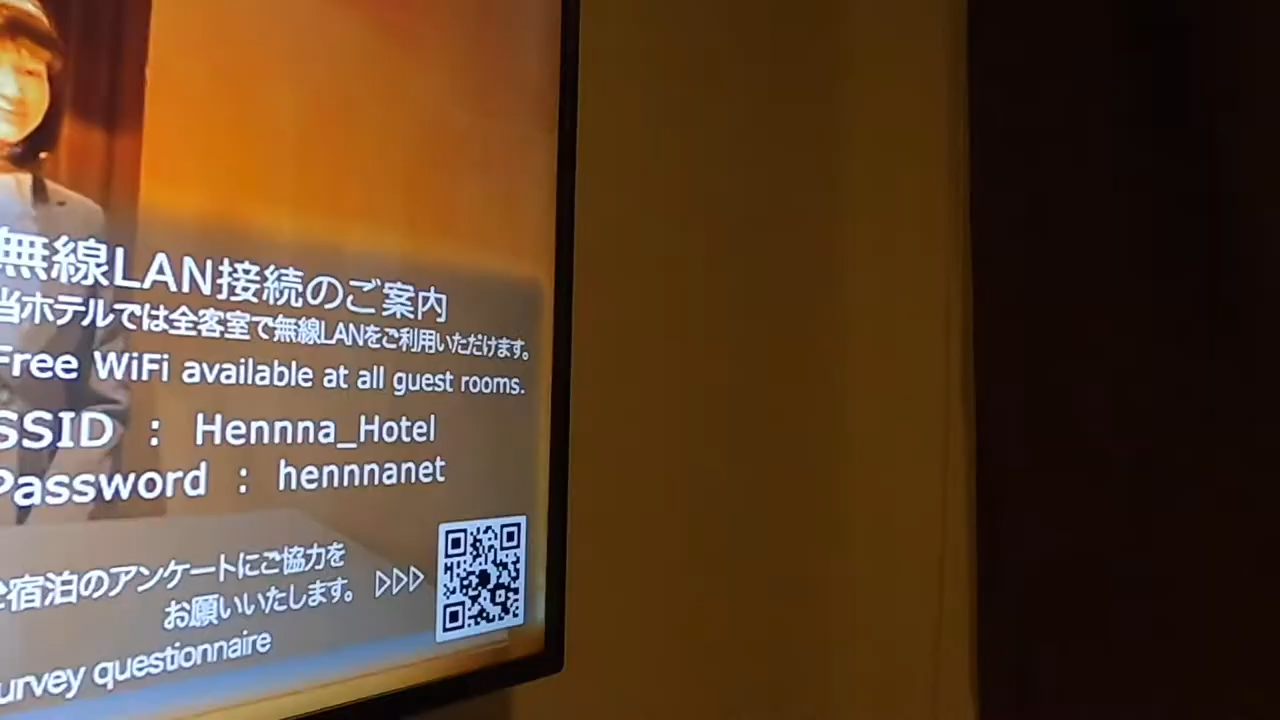 無線LAN接続のご案内
当ホテルでは全客室で無線LANをご利用いただけます。
Free WiFi available at all guest rooms.
SSID : Hennna_Hotel
Password : hennnanet
ご宿泊のアンケートにご協力を
お願いいたします。 ▷▷▷
urvey questionnaire